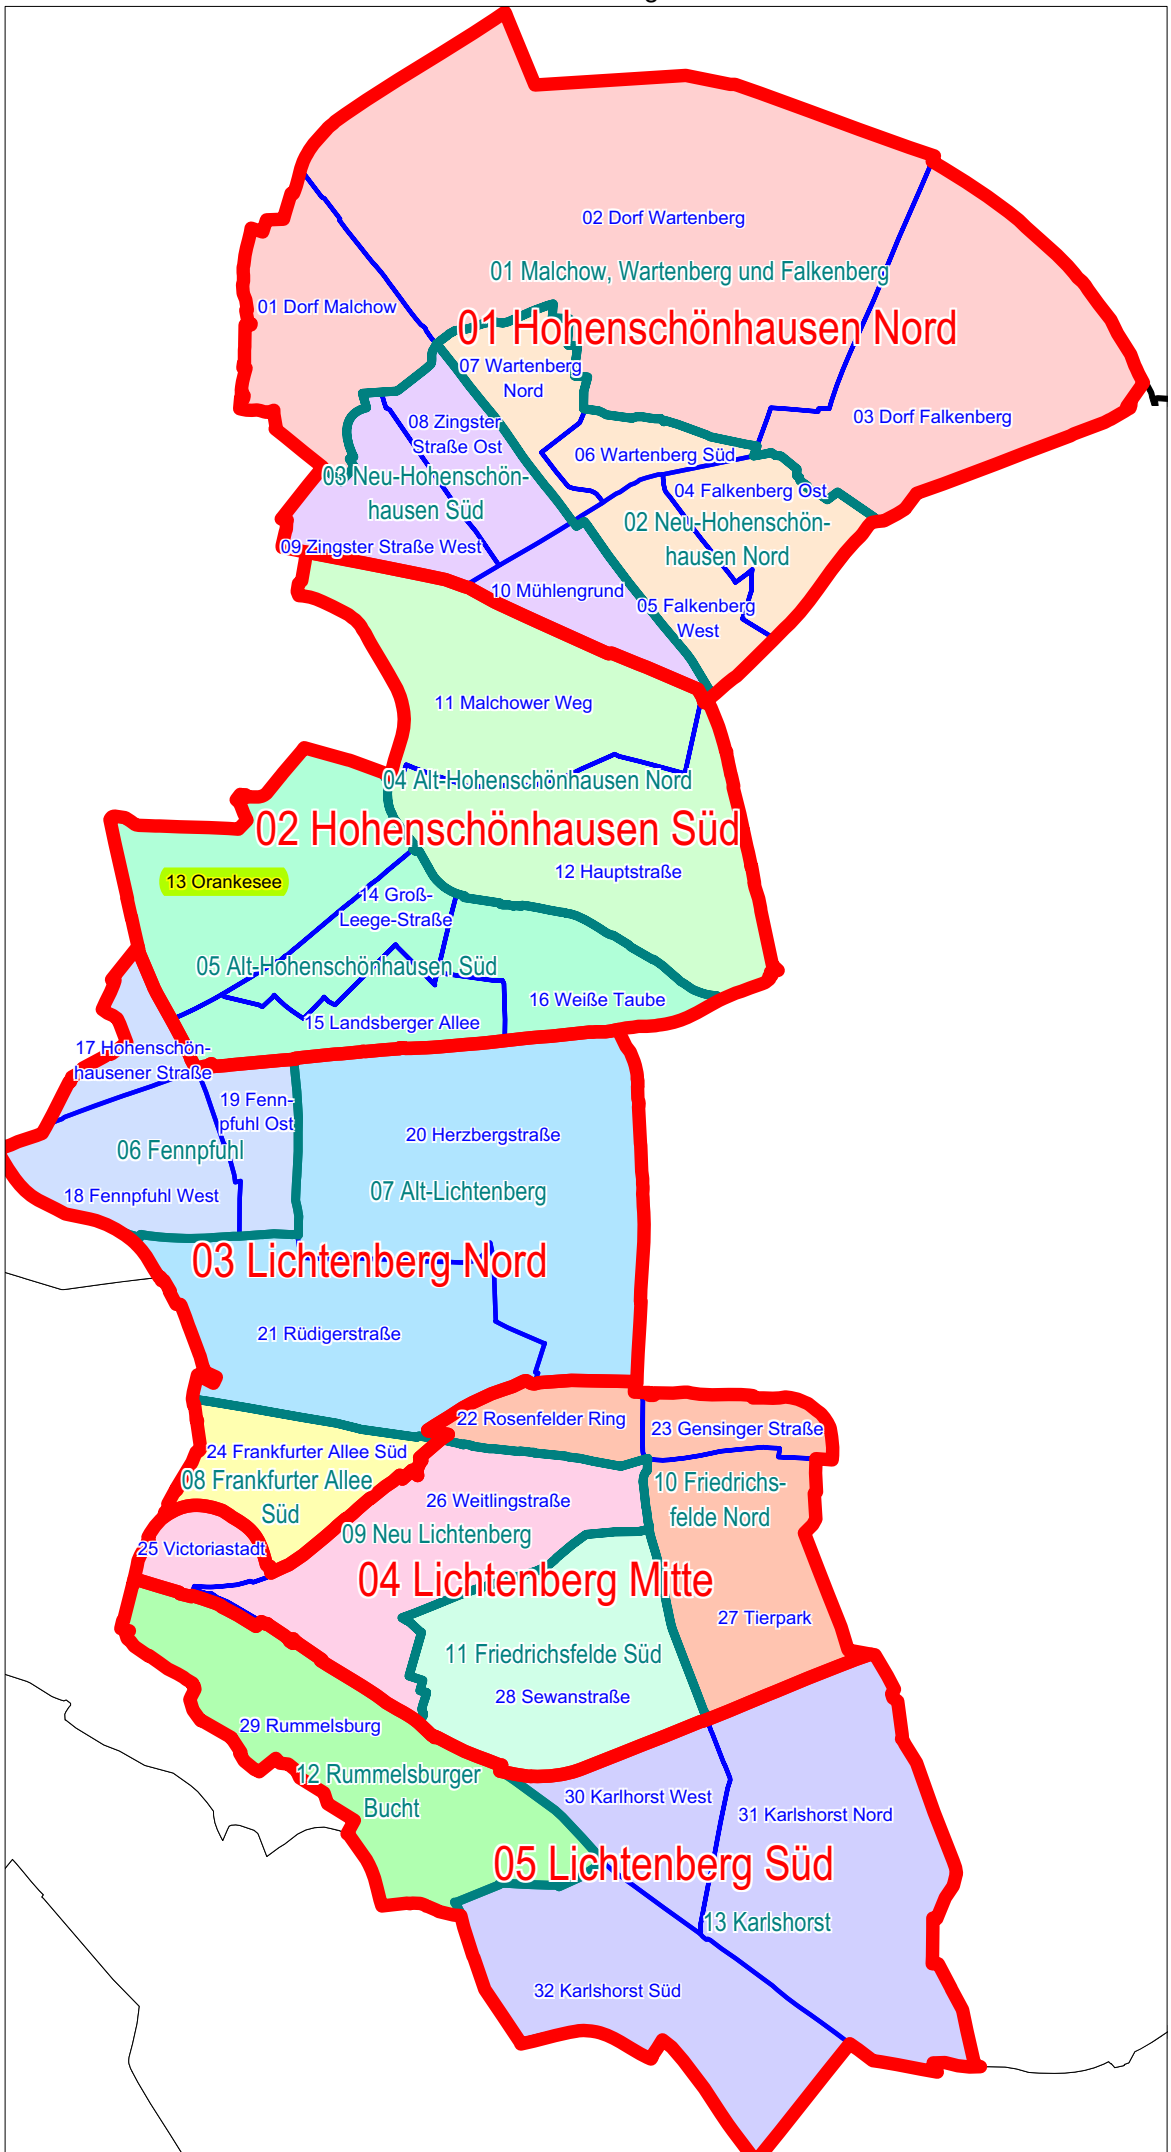 02 Dorf Wartenberg
01 Malchow, Wartenberg und Falkenberg
01 Dorf Malchow
01 Hohenschönhausen Nord
07 Wartenberg
Nord
03 Dorf Falkenberg
08 Zingster
Straße Ost
06 Wartenberg Süd
03 Neu-Hohenschön-
hausen Süd
04 Falkenberg Ost
02 Neu-Hohenschön-
hausen Nord
09 Zingster Straße West
10 Mühlengrund
05 Falkenberg
West
11 Malchower Weg
04 Alt-Hohenschönhausen Nord
02 Hohenschönhausen Süd
12 Hauptstraße
13 Orankesee
14 Groß-
Leege-Straße
05 Alt-Hohenschönhausen Süd
16 Weiße Taube
15 Landsberger Allee
17 Hohenschön-
hausener Straße
19 Fenn-
pfuhl Ost
20 Herzbergstraße
06 Fennpfuhl
18 Fennpfuhl West
07 Alt-Lichtenberg
03 Lichtenberg Nord
21 Rüdigerstraße
22 Rosenfelder Ring
23 Gensinger Straße
24 Frankfurter Allee Süd
08 Frankfurter Allee
Süd
10 Friedrichs-
felde Nord
26 Weitlingstraße
09 Neu Lichtenberg
25 Victoriastadt
04 Lichtenberg Mitte
27 Tierpark
11 Friedrichsfelde Süd
28 Sewanstraße
29 Rummelsburg
12 Rummelsburger
Bucht
30 Karlhorst West
31 Karlshorst Nord
05 Lichtenberg Süd
13 Karlshorst
32 Karlshorst Süd